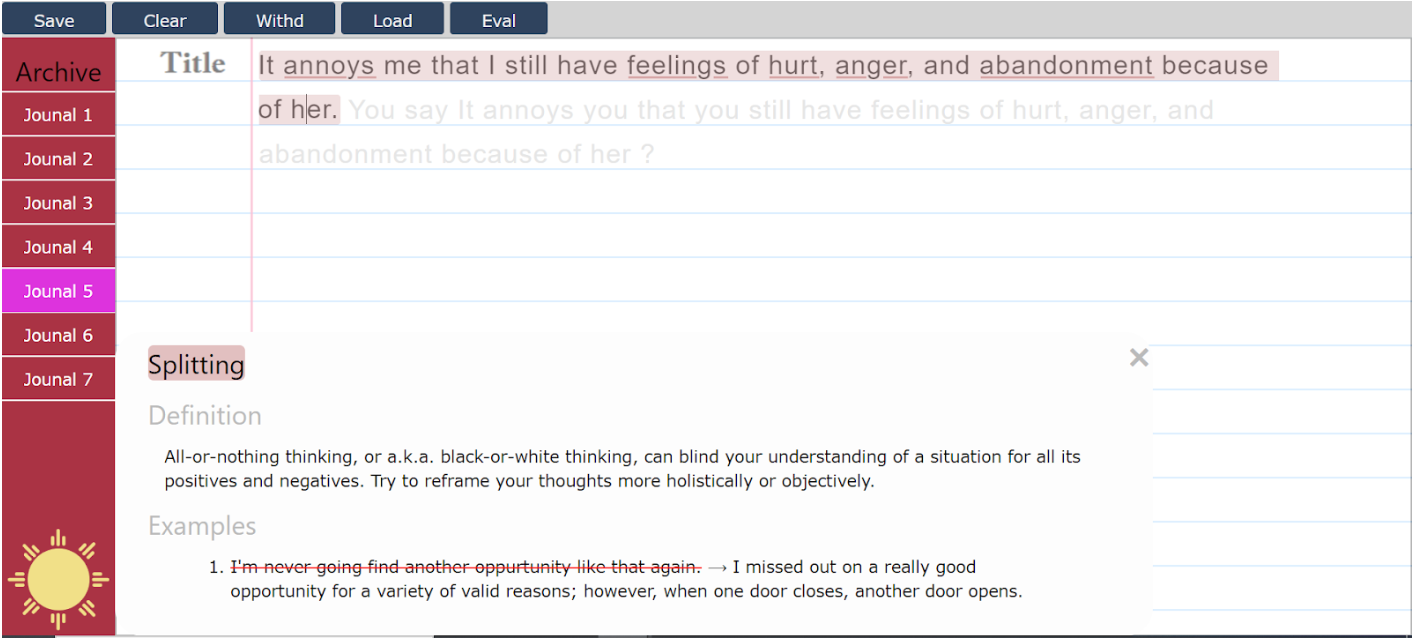 Save Clear Withd Load Eval
Archive
Jounal 1
Jounal 2
Jounal 3
Jounal 4
Jounal 5
Jounal 6
Jounal 7
Title
It annoys me that I still have feelings of hurt, anger, and abandonment because
of her. You say It annoys you that you still have feelings of hurt, anger, and
abandonment because of her ?
Splitting
×
Definition
All-or-nothing thinking, or a.k.a. black-or-white thinking, can blind your understanding of a situation for all its
positives and negatives. Try to reframe your thoughts more holistically or objectively.
Examples
1. I'm never going find another oppurtunity like that again. → I missed out on a really good
opportunity for a variety of valid reasons; however, when one door closes, another door opens.